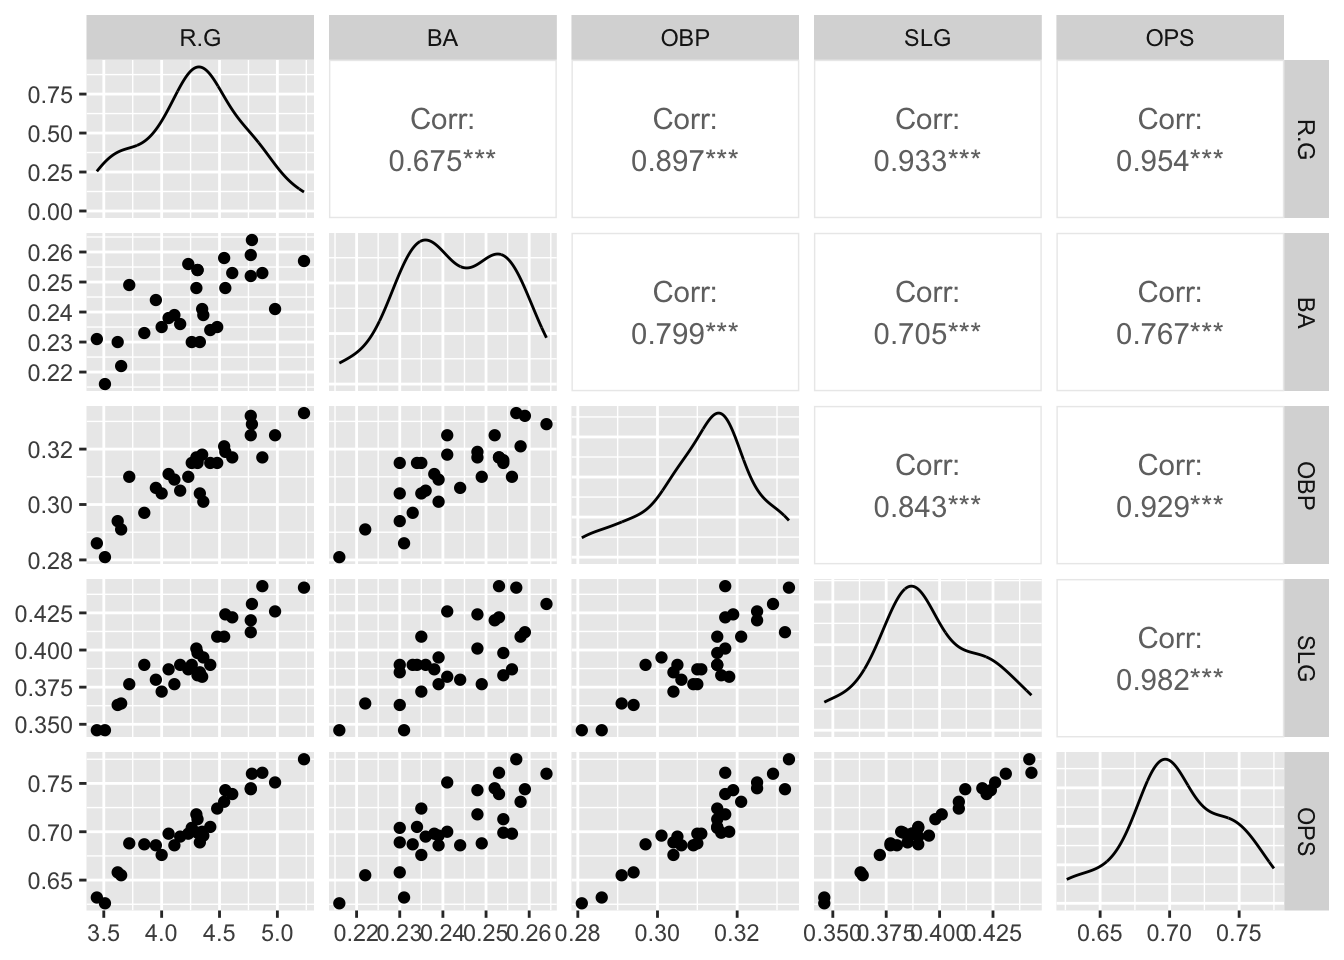 R.G BA OBP SLG OPS
0.75
0.50
0.25
0.00
Corr:
0.675***
Corr:
0.897***
Corr:
0.933***
Corr:
0.954***
R.G
0.26
0.25
0.24
0.23
0.22
Corr:
0.799***
Corr:
0.705***
Corr:
0.767***
BA
0.32
0.30
0.28
Corr:
0.843***
Corr:
0.929***
OBP
0.425
0.400
0.375
0.350
Corr:
0.982***
SLG
0.75
0.70
0.65
OPS
3.5 4.0 4.5 5.0 0.22 0.23 0.24 0.25 0.26 0.28 0.30 0.32 0.350 0.375 0.400 0.425 0.65 0.70 0.75